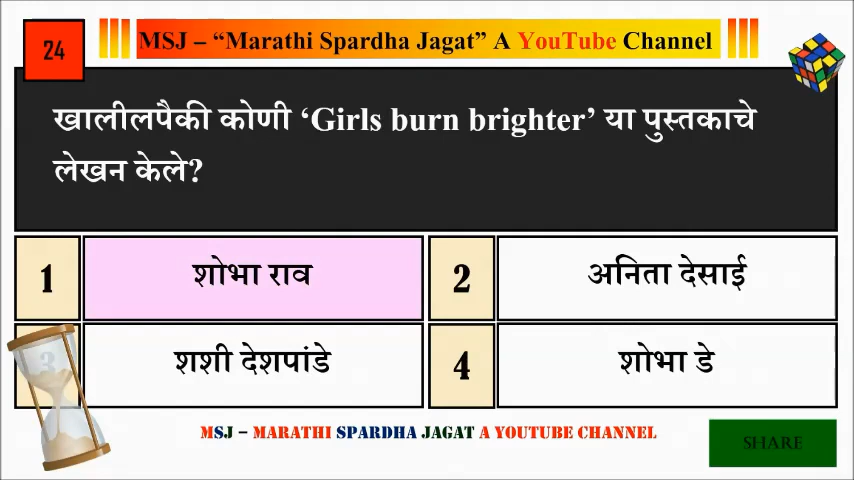 24
MSJ – “Marathi Spardha Jagat” A YouTube Channel
खालीलपैकी कोणी ‘Girls burn brighter’ या पुस्तकाचे
लेखन केले?
1 शोभा राव
2 अनिता देसाई
3 शशी देशपांडे
4 शोभा डे
MSJ – MARATHI SPARDHA JAGAT A YOUTUBE CHANNEL
SHARE